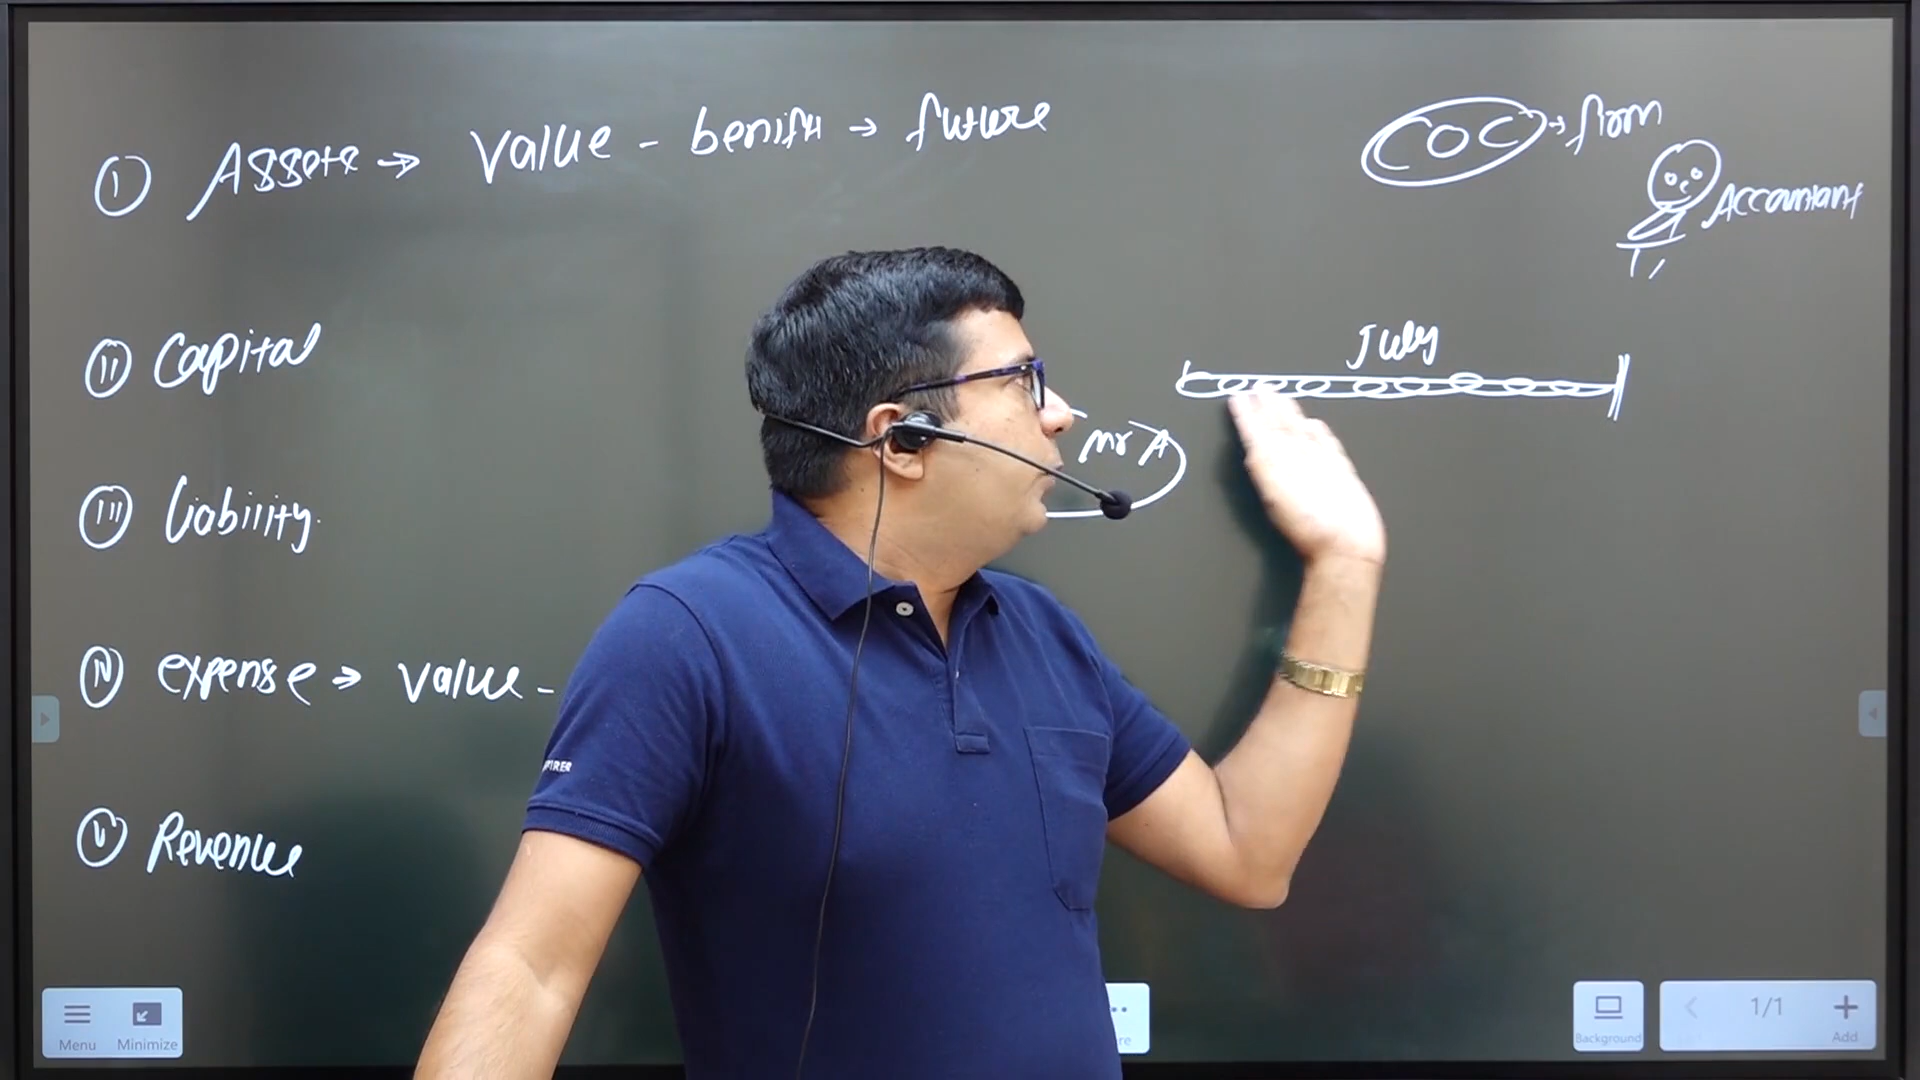 I Assets → Value - benifit → future
COC → firm
Accountant
II Capital
July
Mr A
III Liability.
IV expense → value -
V Revenue
Menu
Minimize
Background
1/1
Add